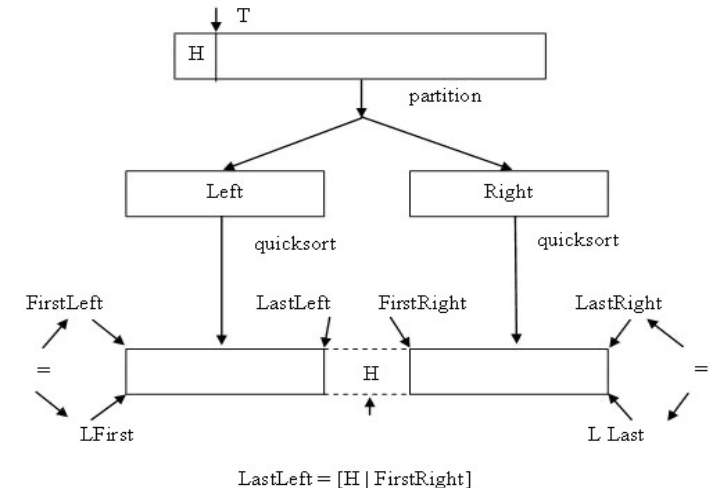 T
H
partition
Left
Right
quicksort
quicksort
FirstLeft
LastLeft
FirstRight
LastRight
=
H
=
LFirst
L Last
LastLeft = [H | FirstRight]